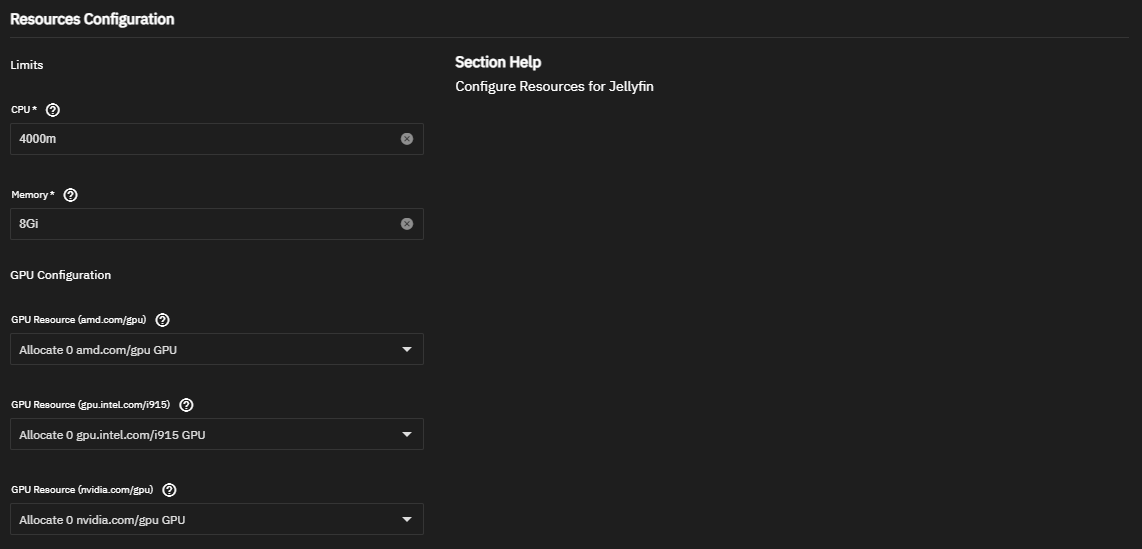 Resources Configuration
Limits
CPU *
4000m
Memory *
8Gi
GPU Configuration
GPU Resource (amd.com/gpu)
Allocate 0 amd.com/gpu GPU
GPU Resource (gpu.intel.com/i915)
Allocate 0 gpu.intel.com/i915 GPU
GPU Resource (nvidia.com/gpu)
Allocate 0 nvidia.com/gpu GPU
Section Help
Configure Resources for Jellyfin